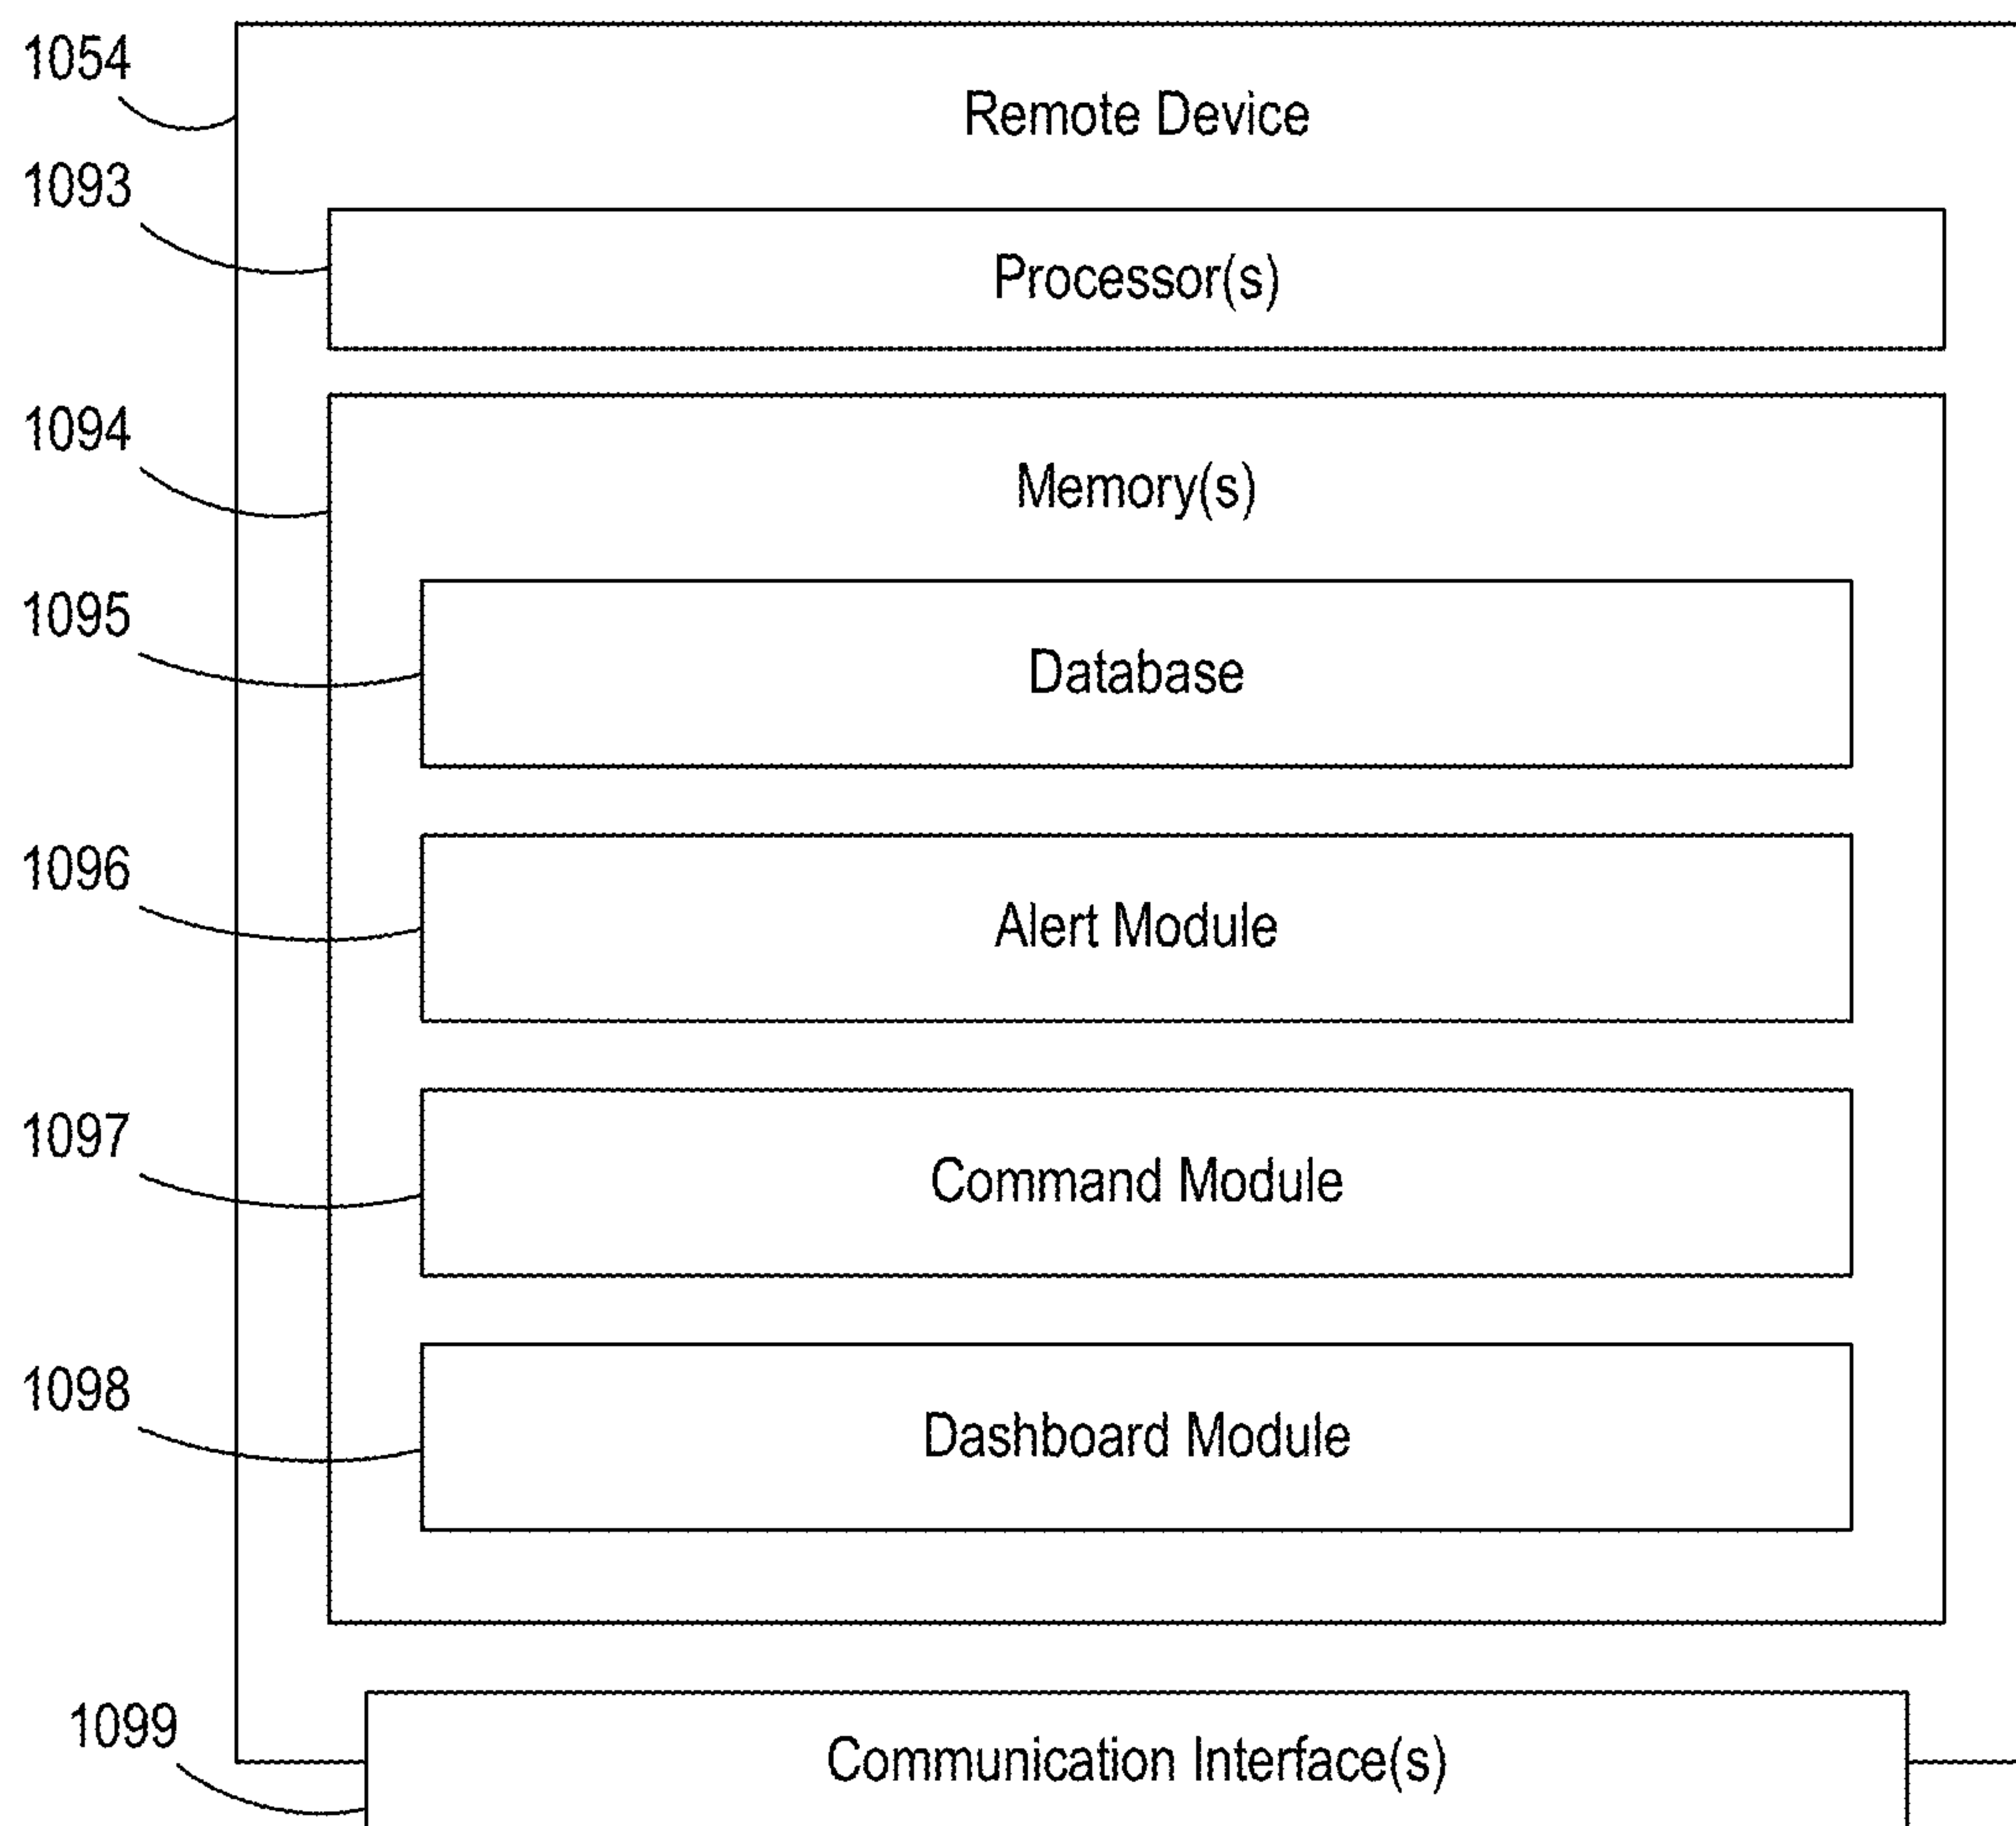 1054
Remote Device
1093
Processor(s)
1094
Memory(s)
1095
Database
1096
Alert Module
1097
Command Module
1098
Dashboard Module
1099
Communication Interface(s)